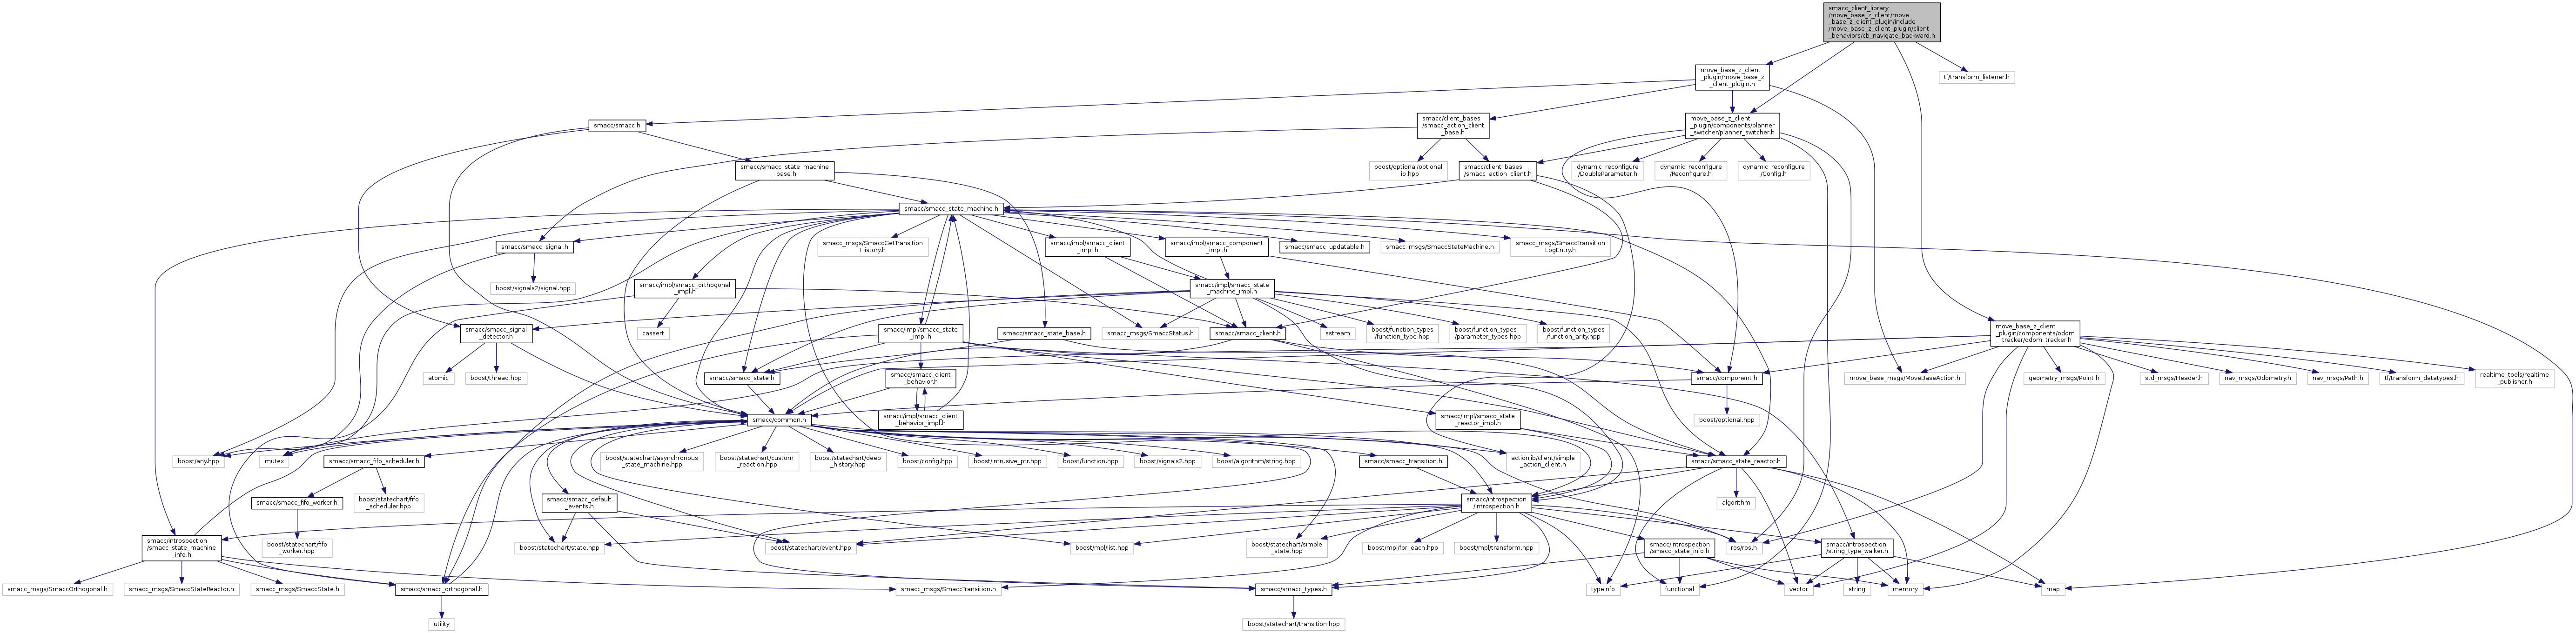 smacc_client_library
/move_base_z_client/move
_base_z_client_plugin/include
/move_base_z_client_plugin/client
_behaviors/cb_navigate_backward.h
move_base_z_client
_plugin/move_base_z
_client_plugin.h
tf/transform_listener.h
smacc/smacc.h
smacc/client_bases
/smacc_action_client
_base.h
move_base_z_client
_plugin/components/planner
_switcher/planner_switcher.h
smacc/smacc_state_machine
_base.h
boost/optional/optional
_io.hpp
smacc/client_bases
/smacc_action_client.h
dynamic_reconfigure
/DoubleParameter.h
dynamic_reconfigure
/Reconfigure.h
dynamic_reconfigure
/Config.h
smacc/smacc_state_machine.h
smacc/smacc_signal.h
smacc_msgs/SmaccGetTransition
History.h
smacc/impl/smacc_client
_impl.h
smacc/impl/smacc_component
_impl.h
smacc/smacc_updatable.h
smacc_msgs/SmaccStateMachine.h
smacc_msgs/SmaccTransition
LogEntry.h
boost/signals2/signal.hpp
smacc/impl/smacc_orthogonal
_impl.h
smacc/impl/smacc_state
_machine_impl.h
smacc/smacc_signal
_detector.h
cassert
smacc/impl/smacc_state
_impl.h
smacc/smacc_state_base.h
smacc_msgs/SmaccStatus.h
smacc/smacc_client.h
sstream
boost/function_types
/function_type.hpp
boost/function_types
/parameter_types.hpp
boost/function_types
/function_arity.hpp
move_base_z_client
_plugin/components/odom
_tracker/odom_tracker.h
atomic
boost/thread.hpp
smacc/smacc_state.h
smacc/smacc_client
_behavior.h
smacc/component.h
move_base_msgs/MoveBaseAction.h
geometry_msgs/Point.h
std_msgs/Header.h
nav_msgs/Odometry.h
nav_msgs/Path.h
tf/transform_datatypes.h
realtime_tools/realtime
_publisher.h
smacc/common.h
smacc/impl/smacc_client
_behavior_impl.h
smacc/impl/smacc_state
_reactor_impl.h
boost/optional.hpp
boost/any.hpp
mutex
smacc/smacc_fifo_scheduler.h
boost/statechart/asynchronous
_state_machine.hpp
boost/statechart/custom
_reaction.hpp
boost/statechart/deep
_history.hpp
boost/config.hpp
boost/intrusive_ptr.hpp
boost/function.hpp
boost/signals2.hpp
boost/algorithm/string.hpp
smacc/smacc_transition.h
actionlib/client/simple
_action_client.h
smacc/smacc_state_reactor.h
smacc/smacc_fifo_worker.h
boost/statechart/fifo
_scheduler.hpp
smacc/smacc_default
_events.h
smacc/introspection
/introspection.h
algorithm
smacc/introspection
/smacc_state_machine
_info.h
boost/statechart/fifo
_worker.hpp
boost/statechart/state.hpp
boost/statechart/event.hpp
boost/mpl/list.hpp
boost/statechart/simple
_state.hpp
boost/mpl/for_each.hpp
boost/mpl/transform.hpp
smacc/introspection
/smacc_state_info.h
ros/ros.h
smacc/introspection
/string_type_walker.h
smacc_msgs/SmaccOrthogonal.h
smacc_msgs/SmaccStateReactor.h
smacc_msgs/SmaccState.h
smacc/smacc_orthogonal.h
smacc_msgs/SmaccTransition.h
smacc/smacc_types.h
typeinfo
functional
vector
string
memory
map
utility
boost/statechart/transition.hpp